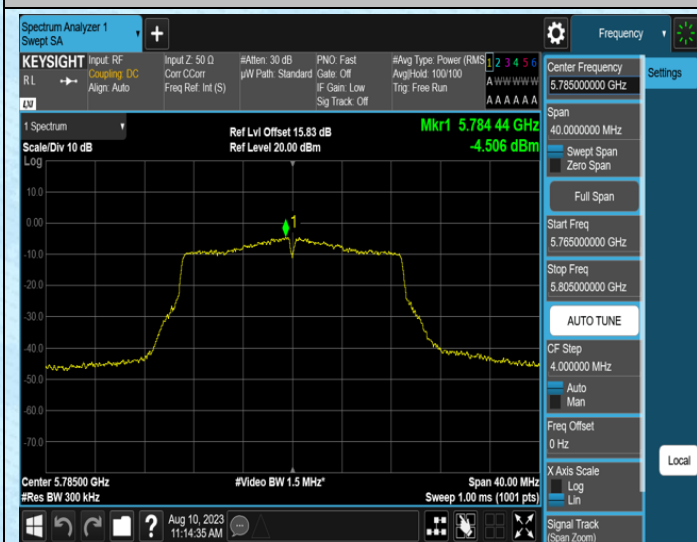 Spectrum Analyzer 1
Swept SA
Frequency
KEYSIGHT
RL
LXI
Input: RF
Coupling: DC
Align: Auto
Input Z: 50 Ω
Corr CCorr
Freq Ref: Int (S)
#Atten: 30 dB
µW Path: Standard
PNO: Fast
Gate: Off
IF Gain: Low
Sig Track: Off
#Avg Type: Power (RMS
Avg|Hold: 100/100
Trig: Free Run
1 2 3 4 5 6
A W W W W W
A A A A A A
1 Spectrum
Scale/Div 10 dB
Ref Lvl Offset 15.83 dB
Ref Level 20.00 dBm
Mkr1 5.784 44 GHz
-4.506 dBm
Log
10.0
0.00
-10.0
-20.0
-30.0
-40.0
-50.0
-60.0
-70.0
1
Center 5.78500 GHz
#Res BW 300 kHz
#Video BW 1.5 MHz*
Span 40.00 MHz
Sweep 1.00 ms (1001 pts)
Aug 10, 2023
11:14:35 AM
Center Frequency
5.785000000 GHz
Settings
Span
40.0000000 MHz
Swept Span
Zero Span
Full Span
Start Freq
5.765000000 GHz
Stop Freq
5.805000000 GHz
AUTO TUNE
CF Step
4.000000 MHz
Auto
Man
Freq Offset
0 Hz
X Axis Scale
Log
Lin
Local
Signal Track
(Span Zoom)